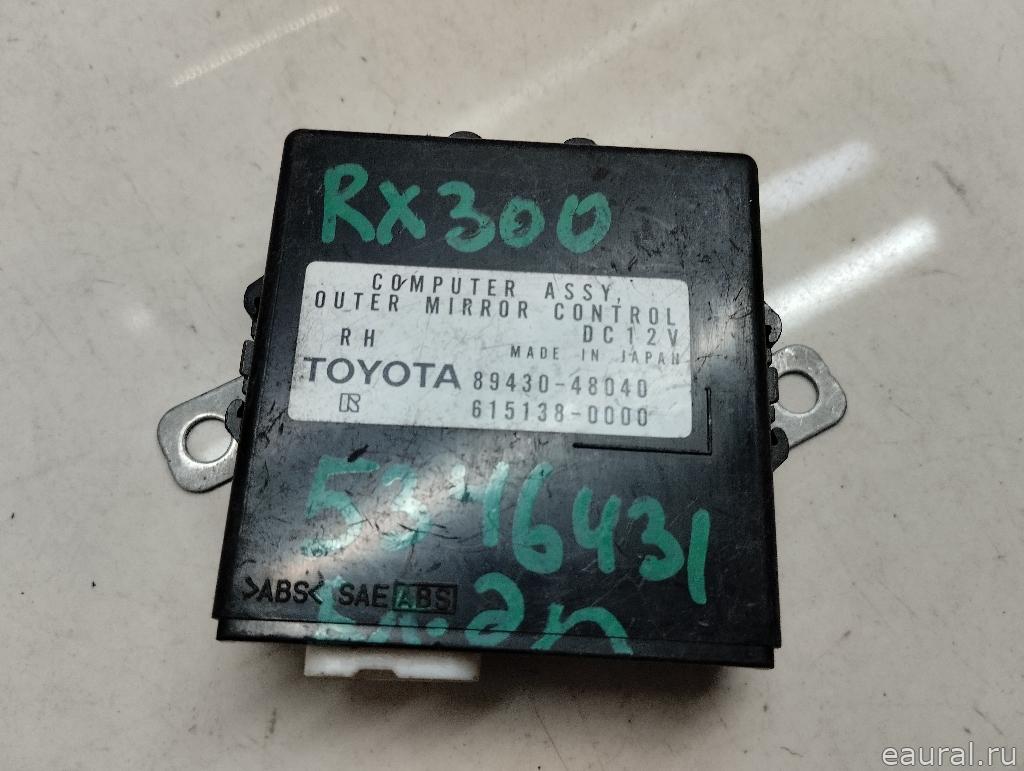 RX300
COMPUTER ASSY,
OUTER MIRROR CONTROL
RH DC12V
MADE IN JAPAN
TOYOTA 89430-48040
615138-0000
5346431
>ABS< SAE ABS
eaural.ru